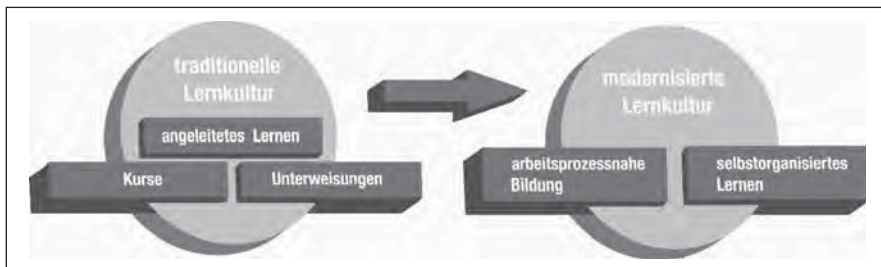 traditionelle
Lernkultur
angeleitetes Lernen
Kurse
Unterweisungen
modernisierte
Lernkultur
arbeitsprozessnahe
Bildung
selbstorganisiertes
Lernen